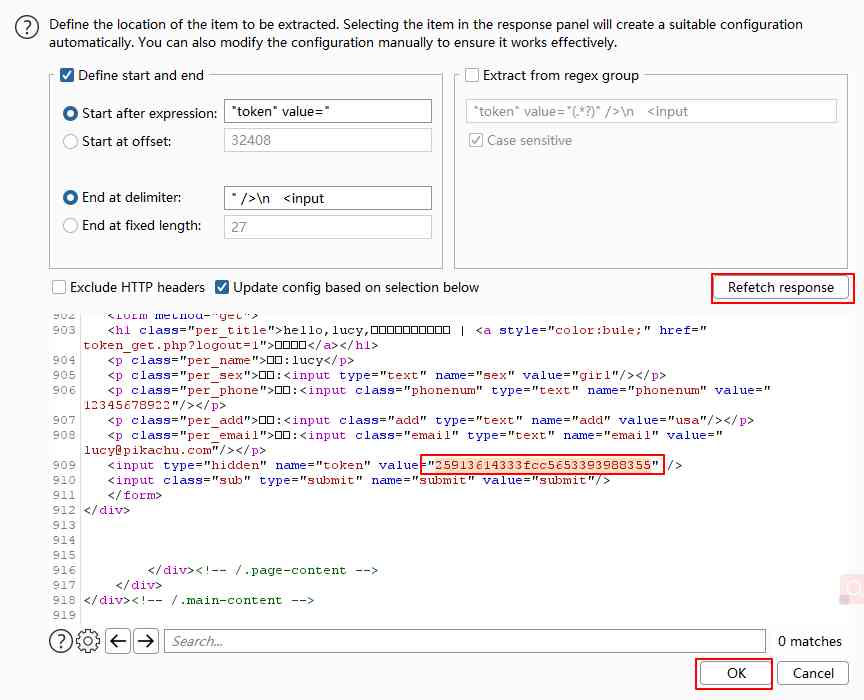 Define the location of the item to be extracted. Selecting the item in the response panel will create a suitable configuration
automatically. You can also modify the configuration manually to ensure it works effectively.
Define start and end
Extract from regex group
Start after expression: "token" value="
"token" value="(.*?)" />\n   <input
Start at offset: 32408
Case sensitive
End at delimiter: " />\n   <input
End at fixed length: 27
Exclude HTTP headers
Update config based on selection below
Refetch response
902 <form method="get">
903 <h1 class="per_title">hello,lucy,□□□□□□□□□□ | <a style="color:bule;" href="
token_get.php?logout=1">□□□□</a></h1>
904 <p class="per_name">□□:lucy</p>
905 <p class="per_sex">□□:<input type="text" name="sex" value="girl"/></p>
906 <p class="per_phone">□□:<input class="phonenum" type="text" name="phonenum" value="
12345678922"/></p>
907 <p class="per_add">□□:<input class="add" type="text" name="add" value="usa"/></p>
908 <p class="per_email">□□:<input class="email" type="text" name="email" value="
lucy@pikachu.com"/></p>
909 <input type="hidden" name="token" value="25913614333fcc5653393988355" />
910 <input class="sub" type="submit" name="submit" value="submit"/>
911 </form>
912 </div>
913
914
915
916 </div><!-- /.page-content -->
917 </div>
918 </div><!-- /.main-content -->
919
Search...
0 matches
OK
Cancel